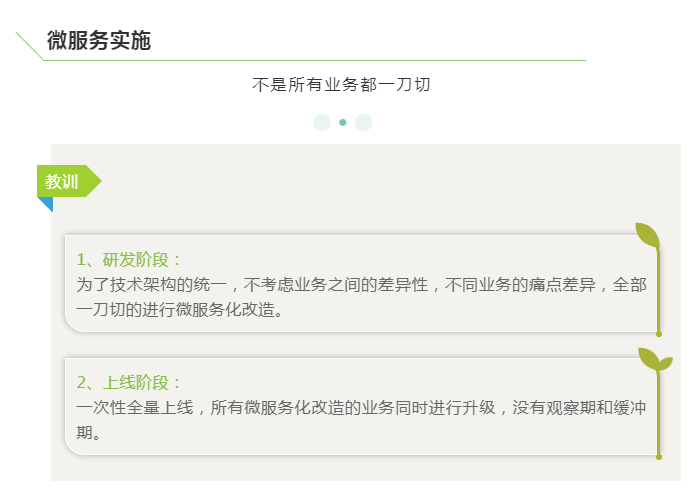 微服务实施
不是所有业务都一刀切
教训
1、研发阶段：
为了技术架构的统一，不考虑业务之间的差异性，不同业务的痛点差异，全部
一刀切的进行微服务化改造。
2、上线阶段：
一次性全量上线，所有微服务化改造的业务同时进行升级，没有观察期和缓冲
期。